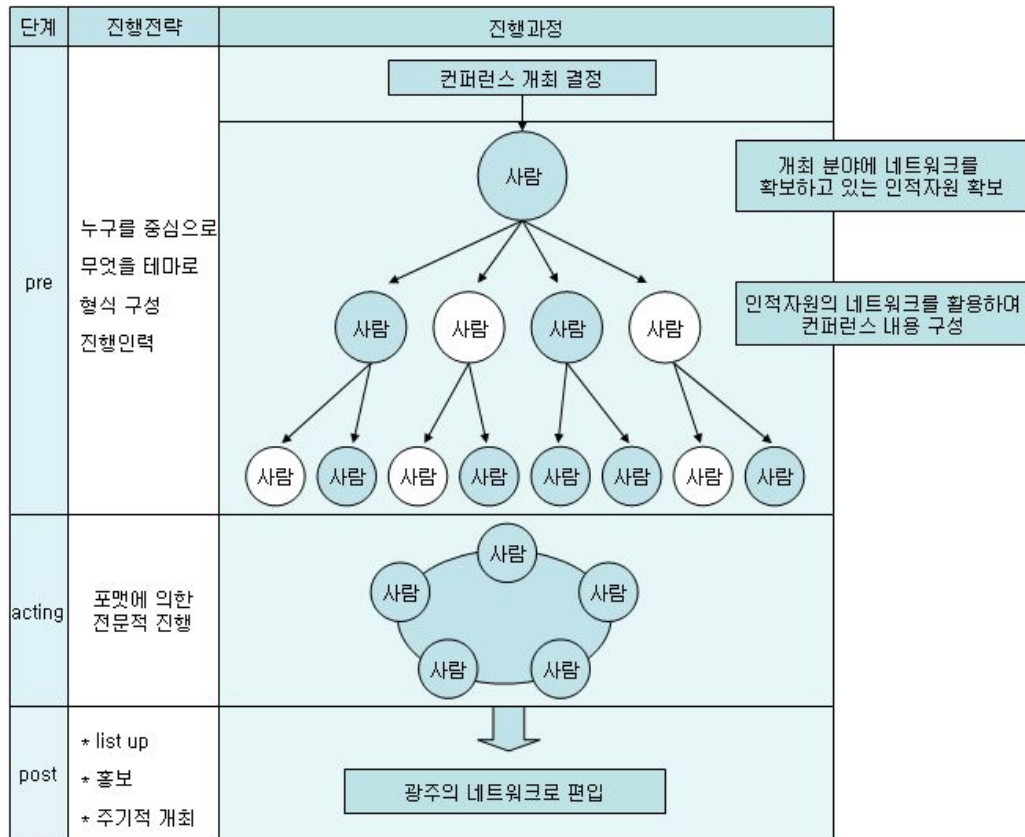 단계
진행전략
진행과정
pre
누구를 중심으로
무엇을 테마로
형식 구성
진행인력
컨퍼런스 개최 결정
사람
개최 분야에 네트워크를
확보하고 있는 인적자원 확보
사람
사람
사람
사람
인적자원의 네트워크를 활용하며
컨퍼런스 내용 구성
사람
사람
사람
사람
사람
사람
사람
사람
acting
포맷에 의한
전문적 진행
사람
사람
사람
사람
사람
post
* list up
* 홍보
* 주기적 개최
광주의 네트워크로 편입